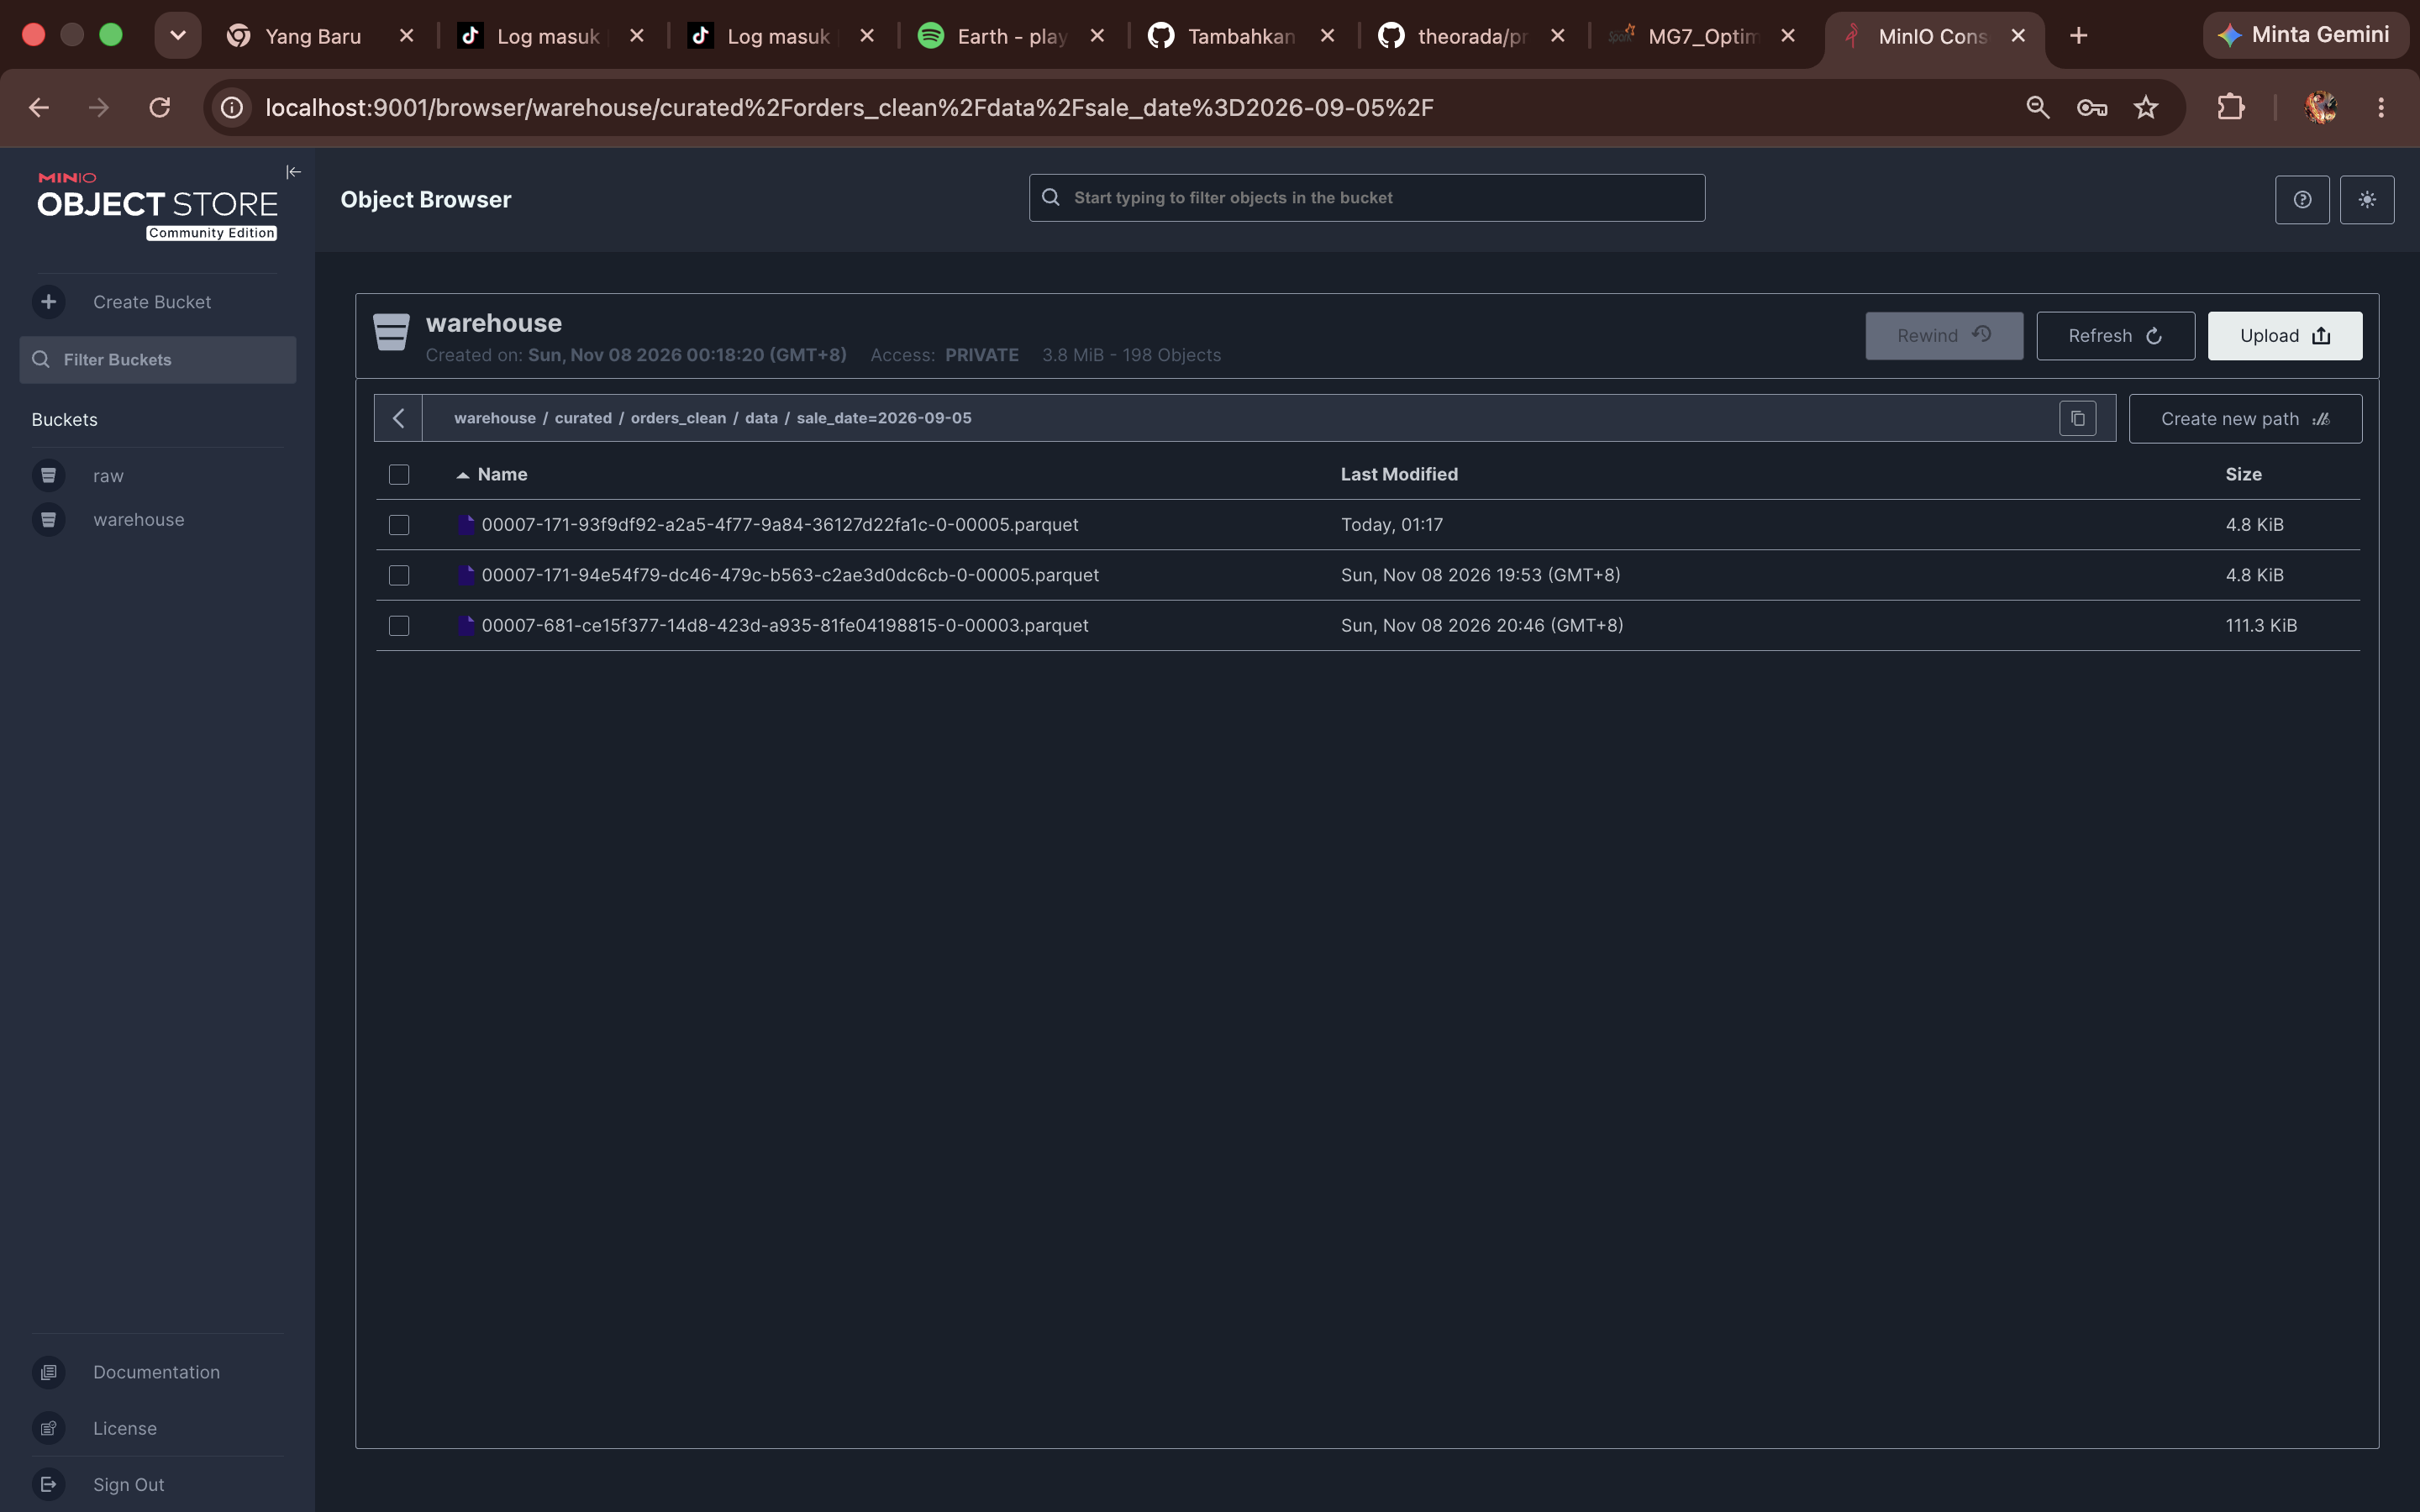 Yang Baru
Log masuk
Log masuk
Earth - play
Tambahkan
theorada/pr
MG7_Optim
MinIO Cons
Minta Gemini
localhost:9001/browser/warehouse/curated%2Forders_clean%2Fdata%2Fsale_date%3D2026-09-05%2F
MINIO
OBJECT STORE
Community Edition
Create Bucket
Filter Buckets
Buckets
raw
warehouse
Documentation
License
Sign Out
Object Browser
Start typing to filter objects in the bucket
warehouse
Created on: Sun, Nov 08 2026 00:18:20 (GMT+8) Access: PRIVATE 3.8 MiB - 198 Objects
Rewind
Refresh
Upload
warehouse / curated / orders_clean / data / sale_date=2026-09-05
Create new path
Name Last Modified Size
00007-171-93f9df92-a2a5-4f77-9a84-36127d22fa1c-0-00005.parquet Today, 01:17 4.8 KiB
00007-171-94e54f79-dc46-479c-b563-c2ae3d0dc6cb-0-00005.parquet Sun, Nov 08 2026 19:53 (GMT+8) 4.8 KiB
00007-681-ce15f377-14d8-423d-a935-81fe04198815-0-00003.parquet Sun, Nov 08 2026 20:46 (GMT+8) 111.3 KiB